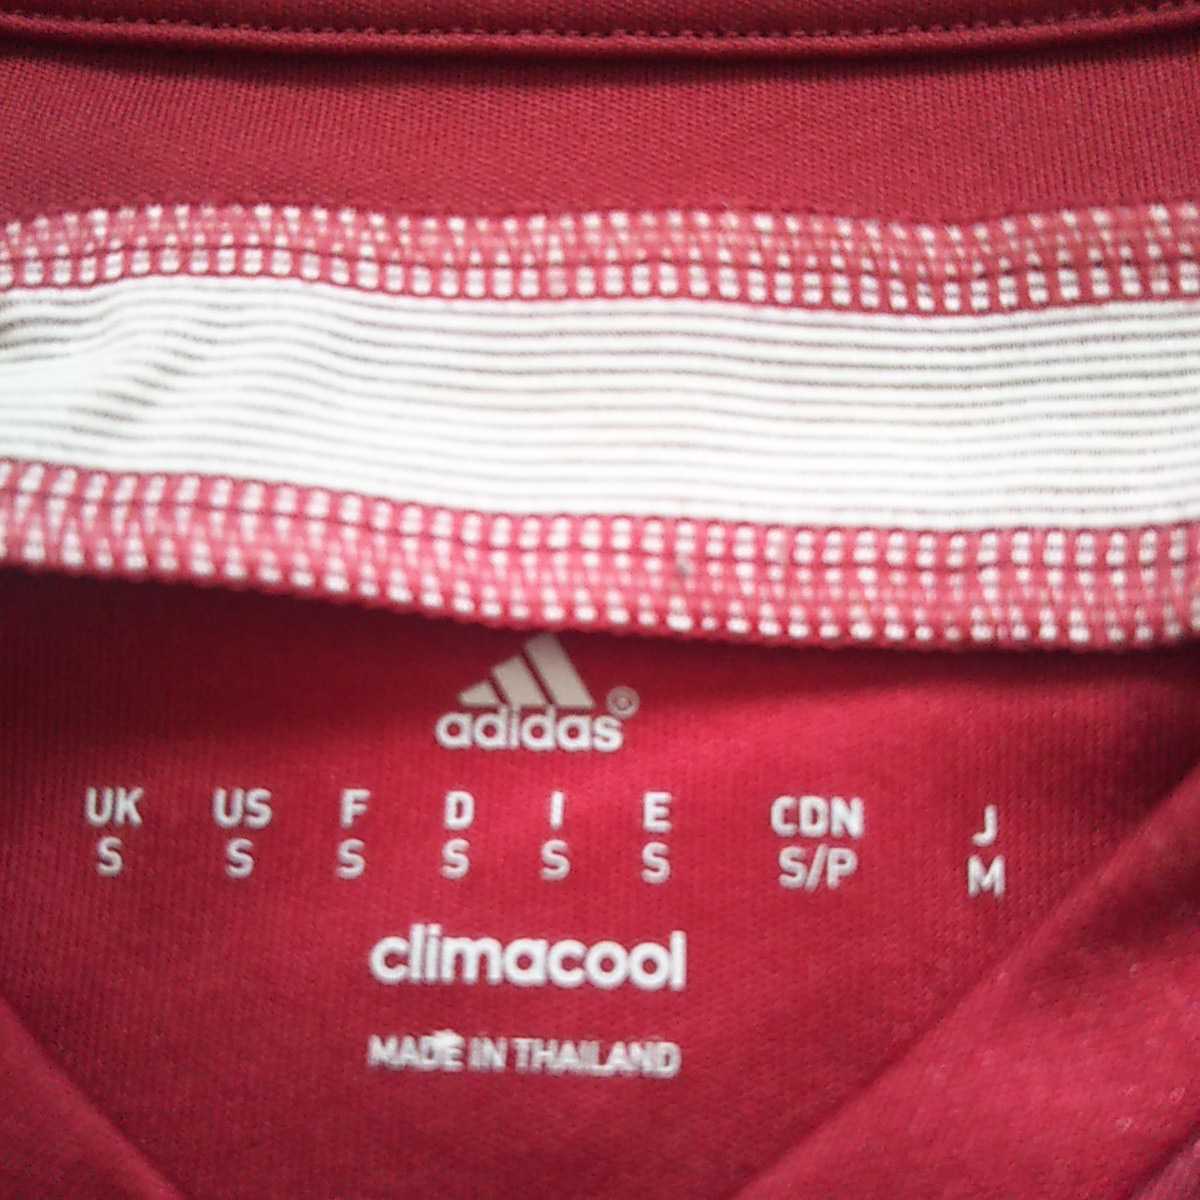 adidas®
UK US F D I E CDN J
S S S S S S S/P M
climacool
MADE IN THAILAND